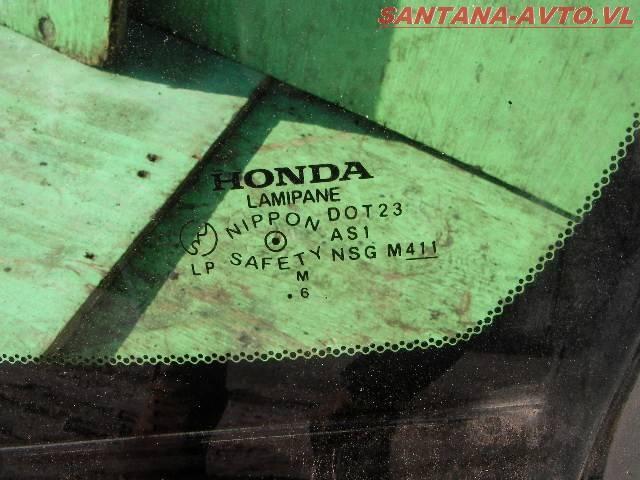 SANTANA-AVTO.VL
HONDA
LAMIPANE
NIPPON DOT23
AS1
LP SAFETY NSG M411
M
.6